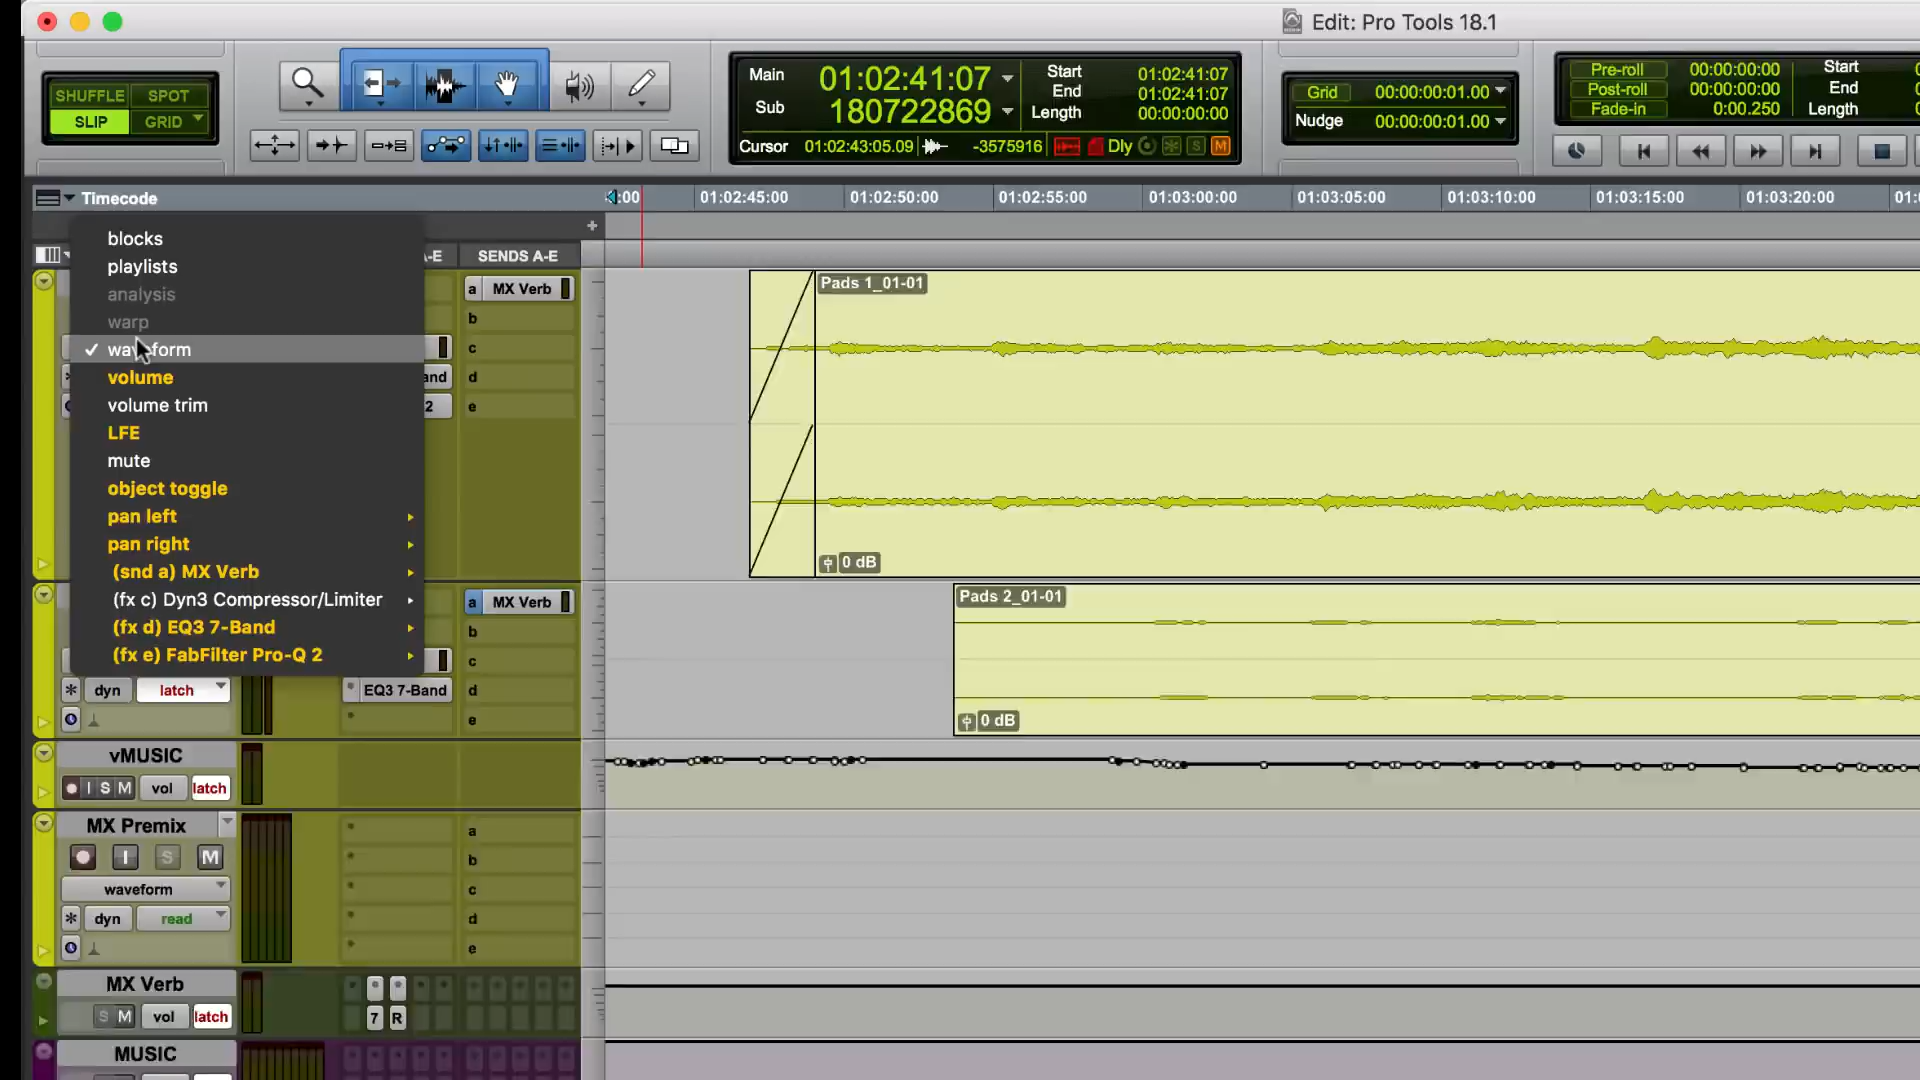 Edit: Pro Tools 18.1
SHUFFLE SPOT
SLIP GRID
Main 01:02:41:07
Sub 180722869
Start 01:02:41:07
End 01:02:41:07
Length 00:00:00:00
Cursor 01:02:43:05.09 -3575916 Dly S M
Grid 00:00:00:01.00
Nudge 00:00:00:01.00
Pre-roll 00:00:00:00 Start
Post-roll 00:00:00:00 End
Fade-in 0:00.250 Length
Timecode
:00 01:02:45:00 01:02:50:00 01:02:55:00 01:03:00:00 01:03:05:00 01:03:10:00 01:03:15:00 01:03:20:00
SENDS A-E
blocks
playlists
analysis
warp
waveform
volume
volume trim
LFE
mute
object toggle
pan left
pan right
(snd a) MX Verb
(fx c) Dyn3 Compressor/Limiter
(fx d) EQ3 7-Band
(fx e) FabFilter Pro-Q 2
a MX Verb
b
c
d
e
Pads 1_01-01
0 dB
a MX Verb
b
c
EQ3 7-Band d
e
dyn latch
Pads 2_01-01
0 dB
vMUSIC
I S M vol latch
MX Premix
I S M
waveform
dyn read
a
b
c
d
e
MX Verb
S M vol latch
7 R
MUSIC